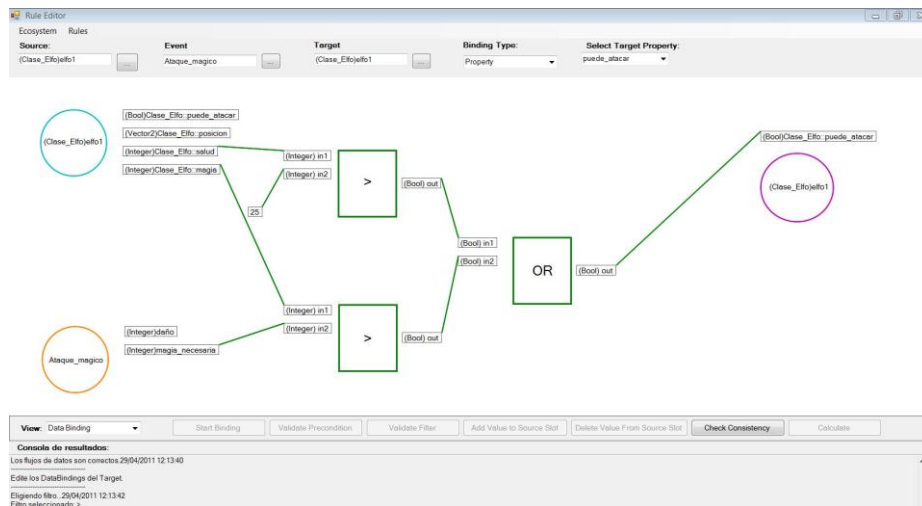 Rule Editor
Ecosystem Rules
Source: Event Target Binding Type: Select Target Property:
(Clase_Elfo)elfo1 ... Ataque_magico ... (Clase_Elfo)elfo1 ... Property puede_atacar
(Bool)Clase_Elfo::puede_atacar
(Vector2)Clase_Elfo::posicion
(Clase_Elfo)elfo1
(Integer)Clase_Elfo::salud
(Integer)Clase_Elfo::magia
(Integer) in1
(Integer) in2
>
(Bool) out
25
(Bool)Clase_Elfo::puede_atacar
(Clase_Elfo)elfo1
(Bool) in1
(Bool) in2
OR
(Bool) out
(Integer) in1
(Integer) in2
>
(Bool) out
(Integer)daño
(Integer)magia_necesaria
Ataque_magico
View: Data Binding Start Binding Validate Precondition Validate Filter Add Value to Source Slot Delete Value From Source Slot Check Consistency Calculate
Consola de resultados:
Los flujos de datos son correctos.29/04/2011 12:13:40
Edite los DataBindings del Target.
Eligiendo filtro...29/04/2011 12:13:42
Filtro seleccionado: >